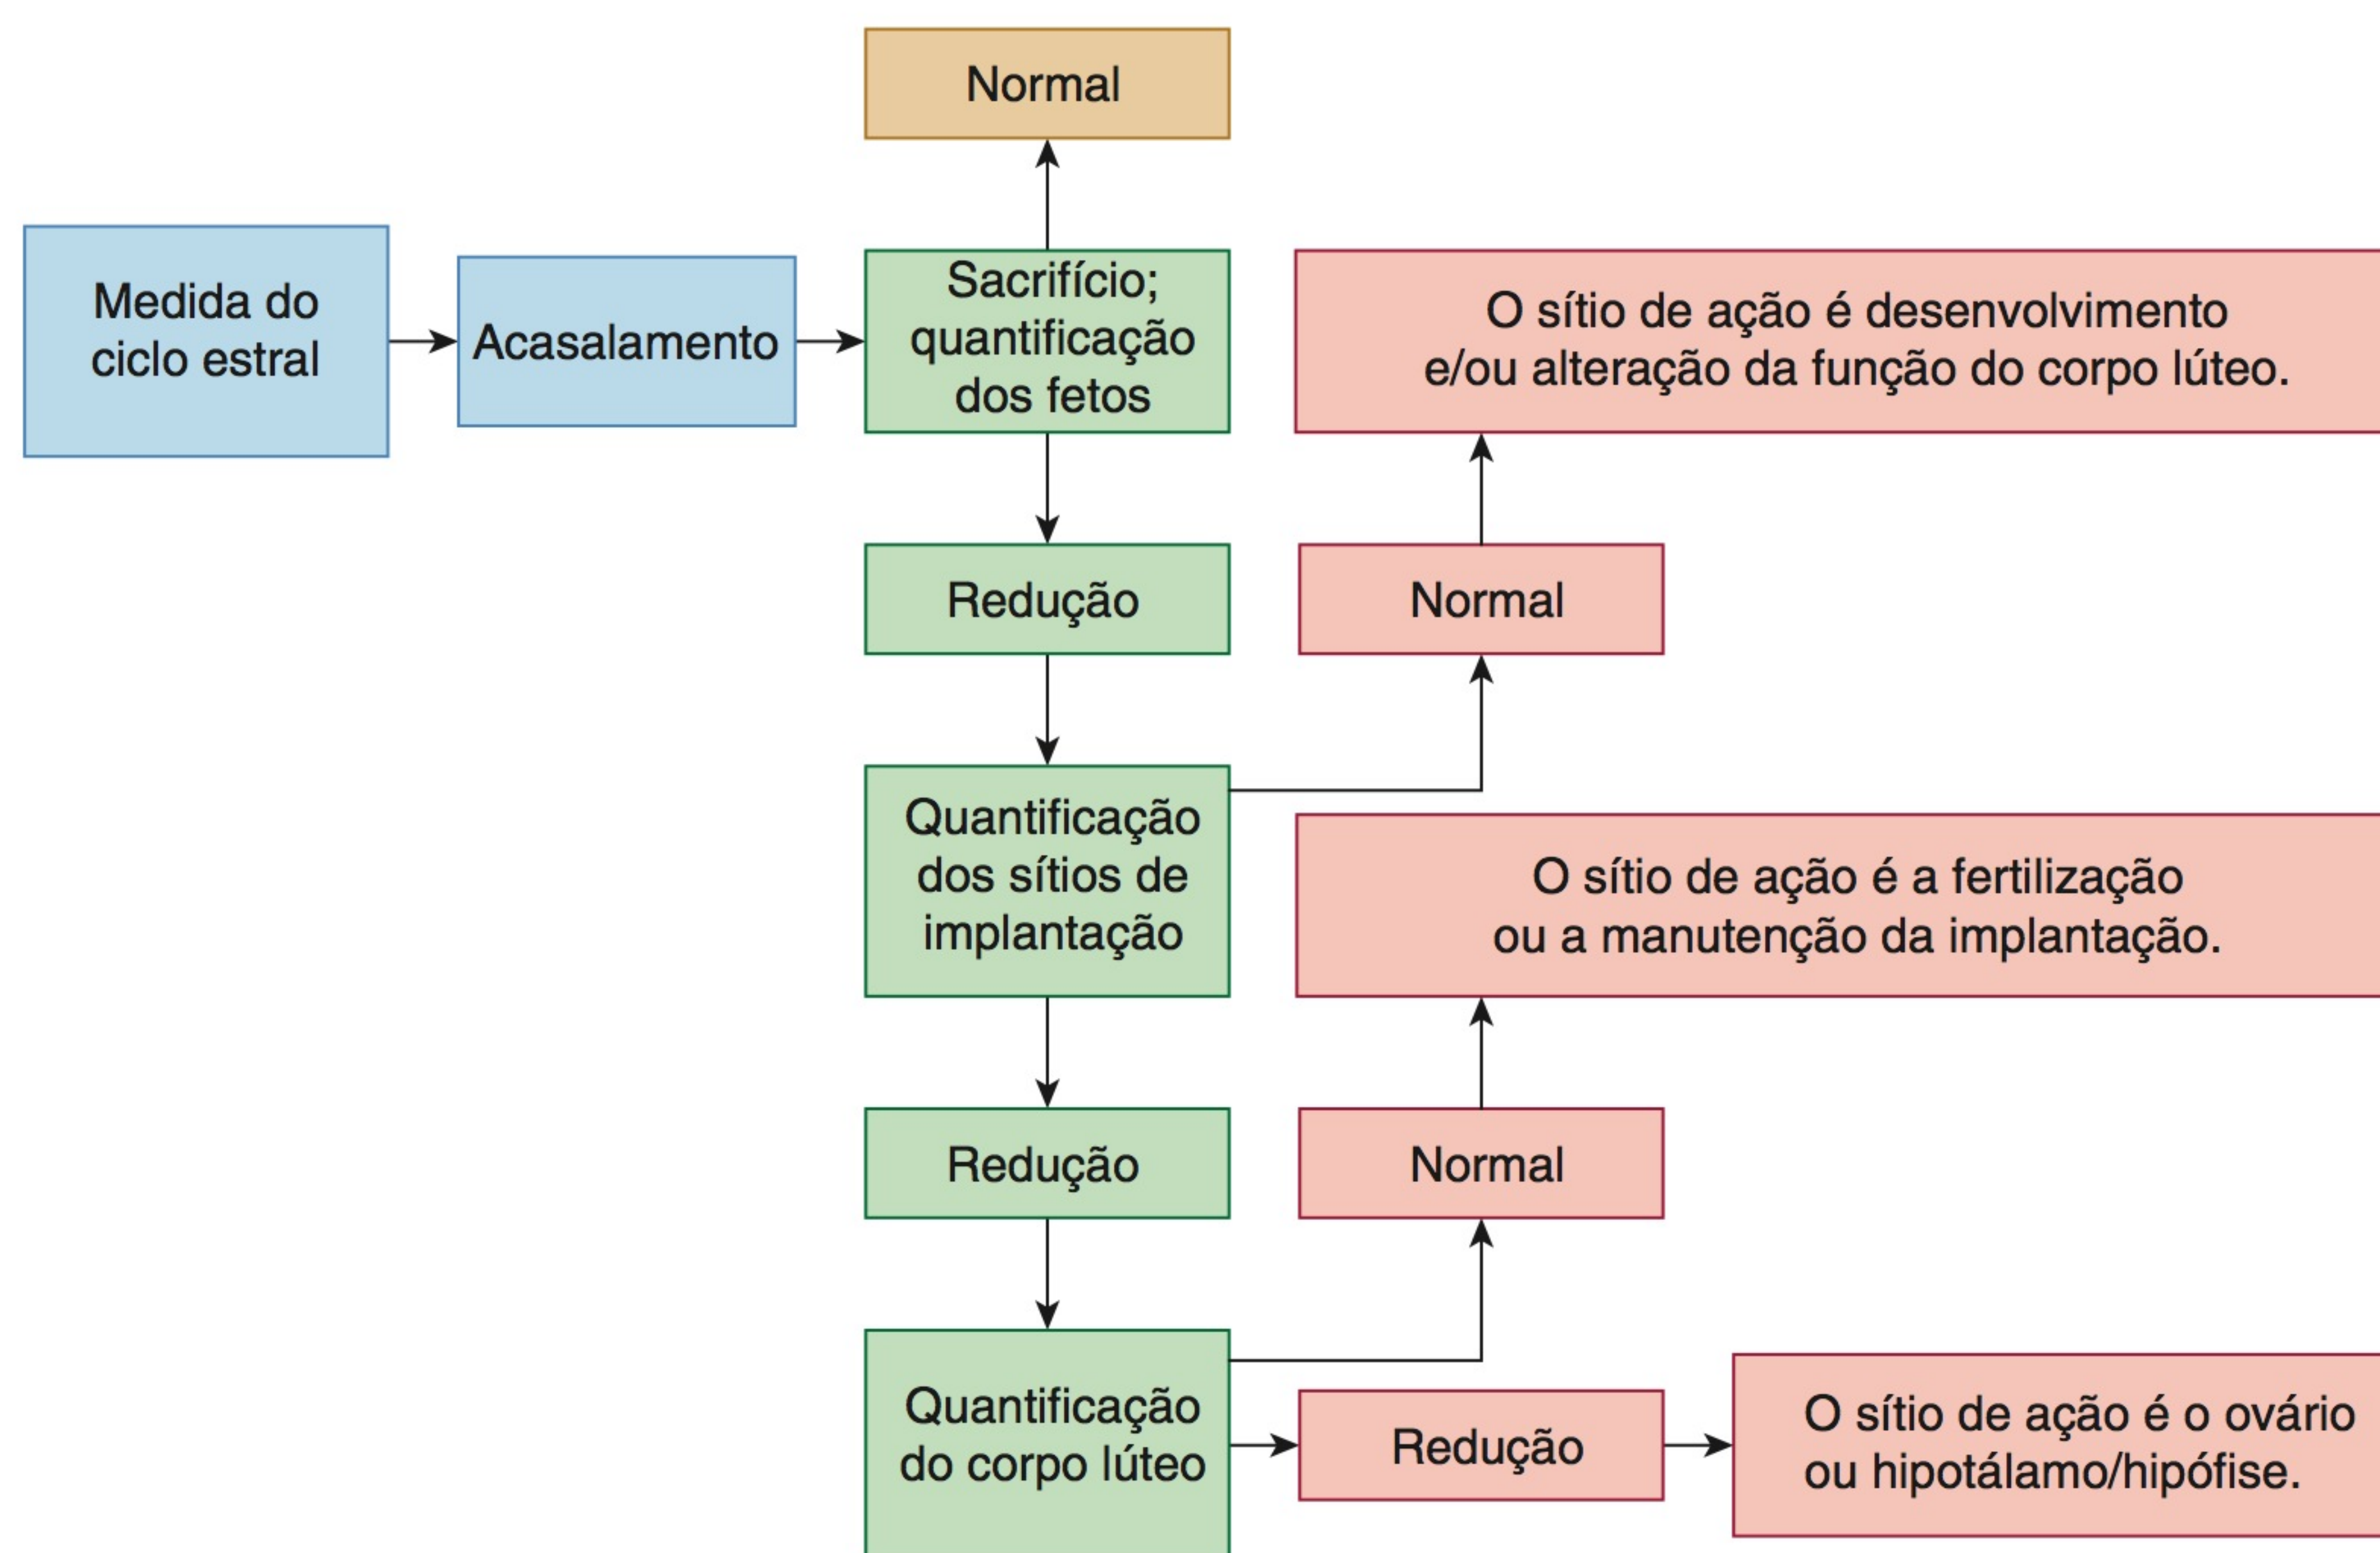 Normal
Medida do
ciclo estral
Acasalamento
Sacrifício;
quantificação
dos fetos
O sítio de ação é desenvolvimento
e/ou alteração da função do corpo lúteo.
Redução
Normal
Quantificação
dos sítios de
implantação
O sítio de ação é a fertilização
ou a manutenção da implantação.
Redução
Normal
Quantificação
do corpo lúteo
Redução
O sítio de ação é o ovário
ou hipotálamo/hipófise.